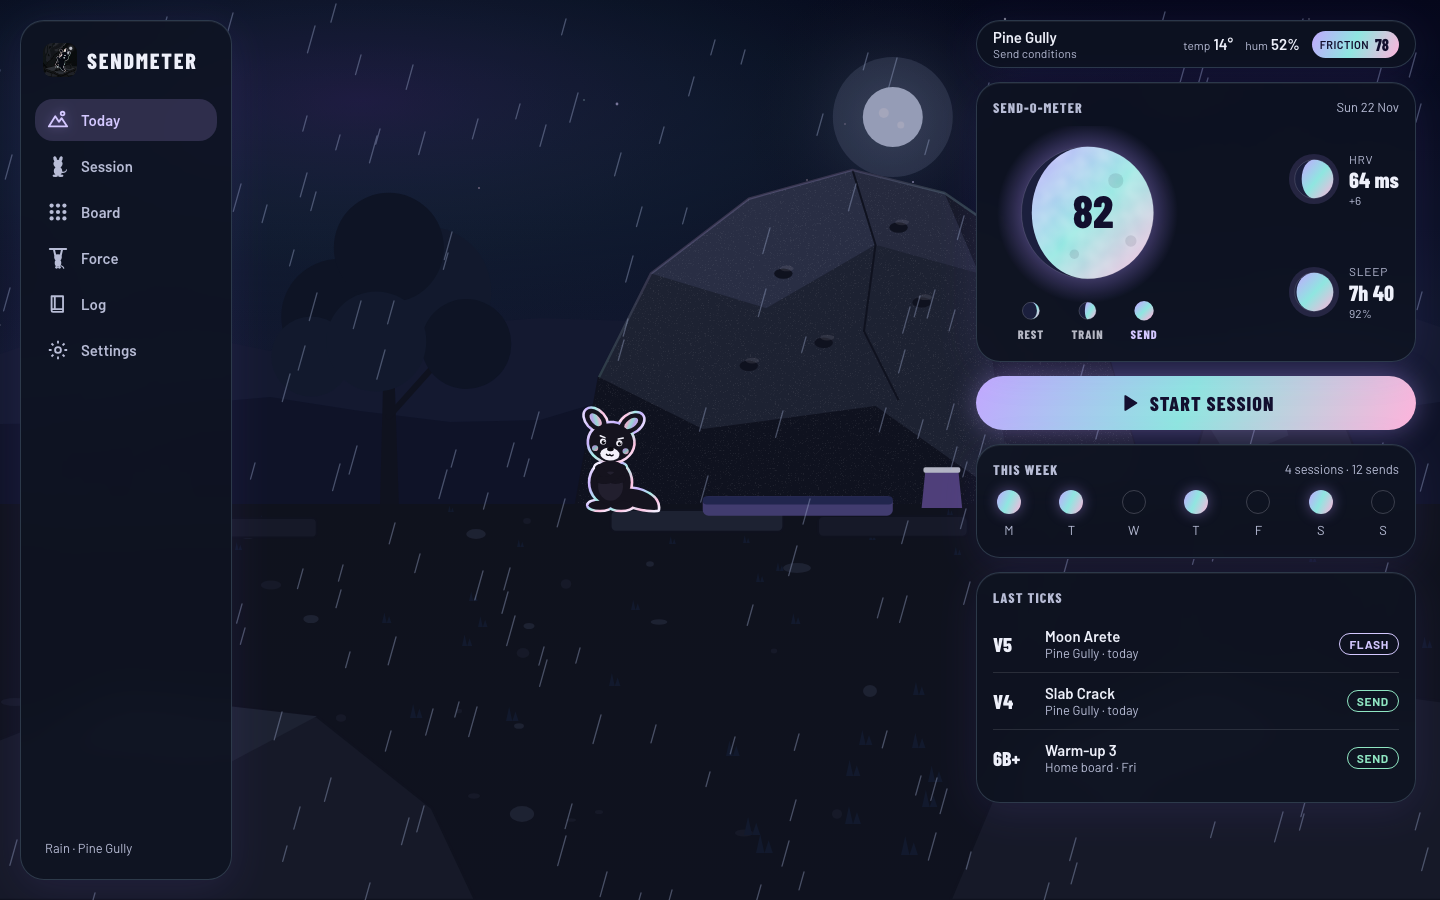 SENDMETER
Today
Session
Board
Force
Log
Settings
Rain · Pine Gully
Pine Gully
Send conditions
temp 14° hum 52% FRICTION 78
SEND-O-METER
Sun 22 Nov
82
REST TRAIN SEND
HRV
64 ms
+6
SLEEP
7h 40
92%
START SESSION
THIS WEEK
4 sessions · 12 sends
M T W T F S S
LAST TICKS
V5
Moon Arete
Pine Gully · today
FLASH
V4
Slab Crack
Pine Gully · today
SEND
6B+
Warm-up 3
Home board · Fri
SEND